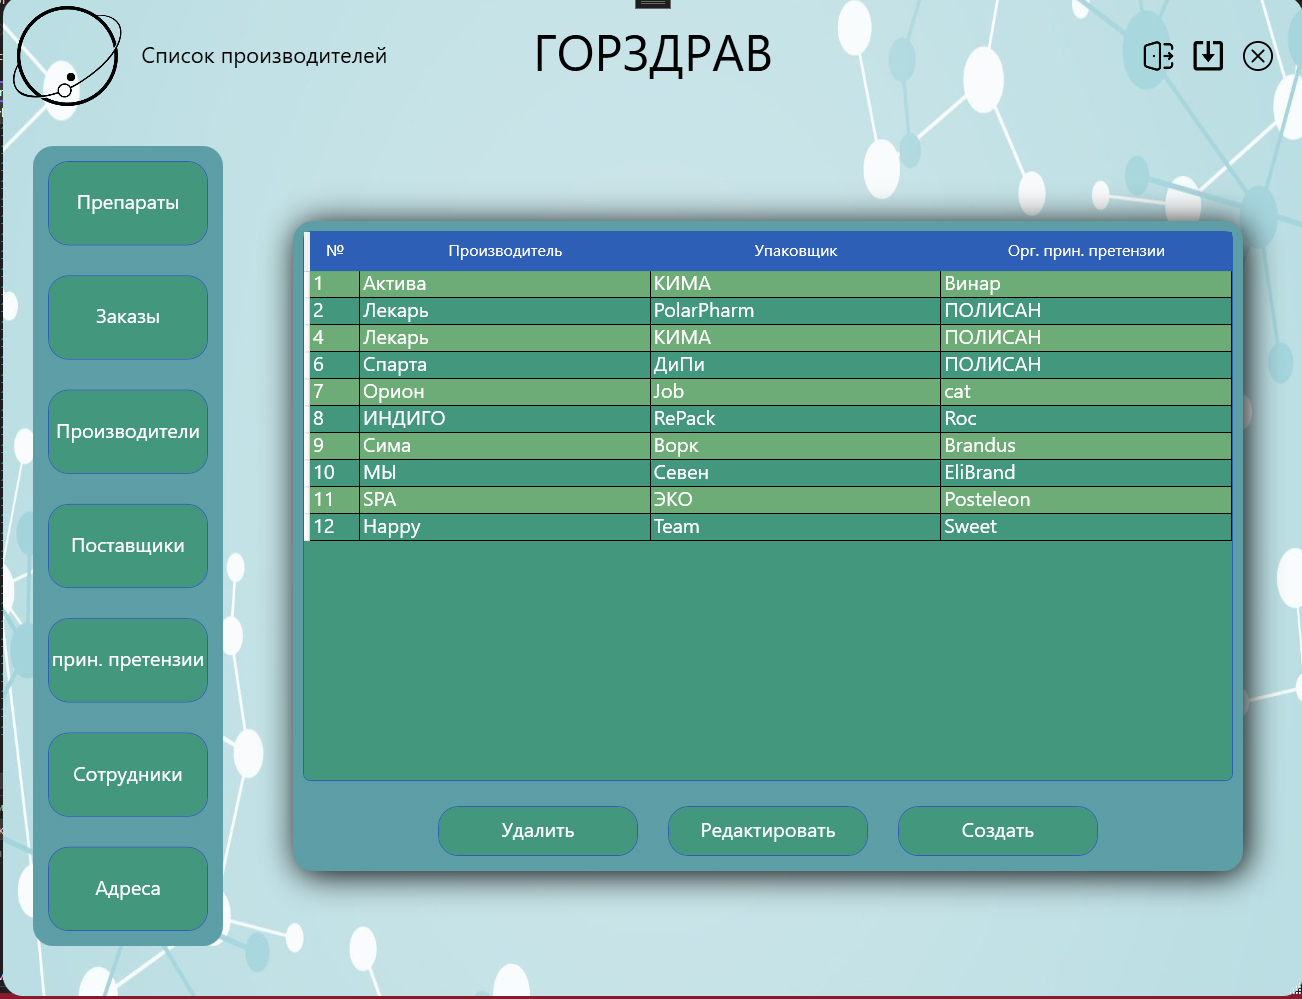 Список производителей
ГОРЗДРАВ
Препараты
Заказы
Производители
Поставщики
прин. претензии
Сотрудники
Адреса
№ Производитель Упаковщик Орг. прин. претензии
1 Актива КИМА Винар
2 Лекарь PolarPharm ПОЛИСАН
4 Лекарь КИМА ПОЛИСАН
6 Спарта ДиПи ПОЛИСАН
7 Орион Job cat
8 ИНДИГО RePack Roc
9 Сима Ворк Brandus
10 МЫ Севен EliBrand
11 SPA ЭКО Posteleon
12 Happy Team Sweet
Удалить Редактировать Создать